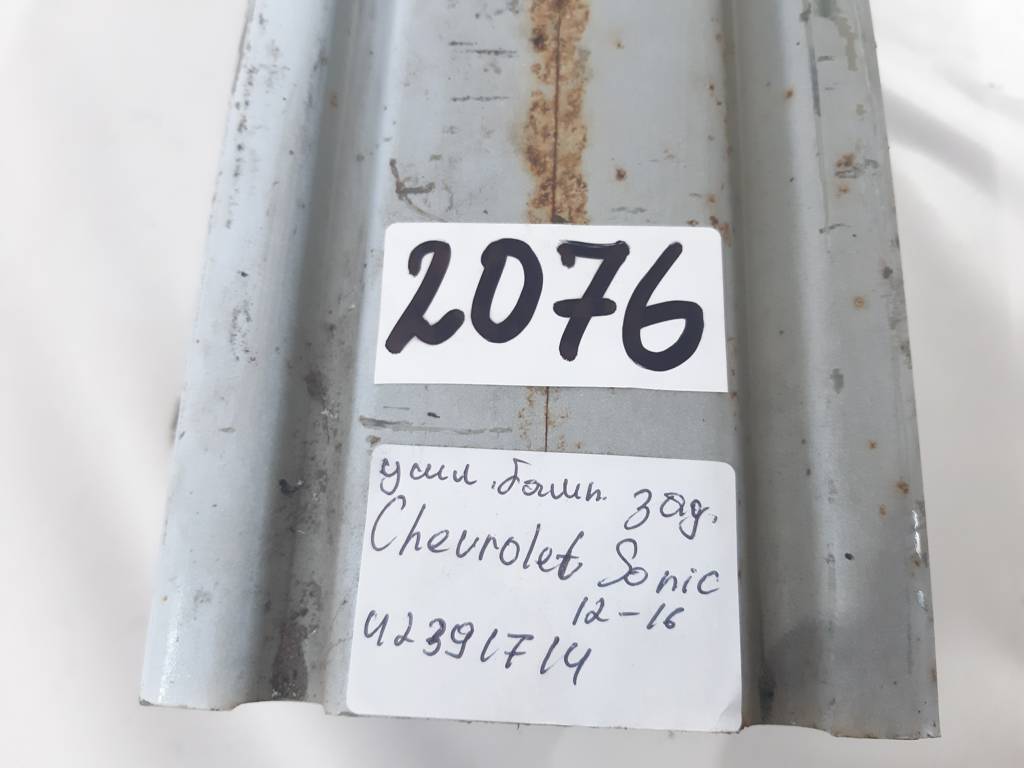 2076
усил. бамп. зад.
Chevrolet Sonic
12-16
42391714